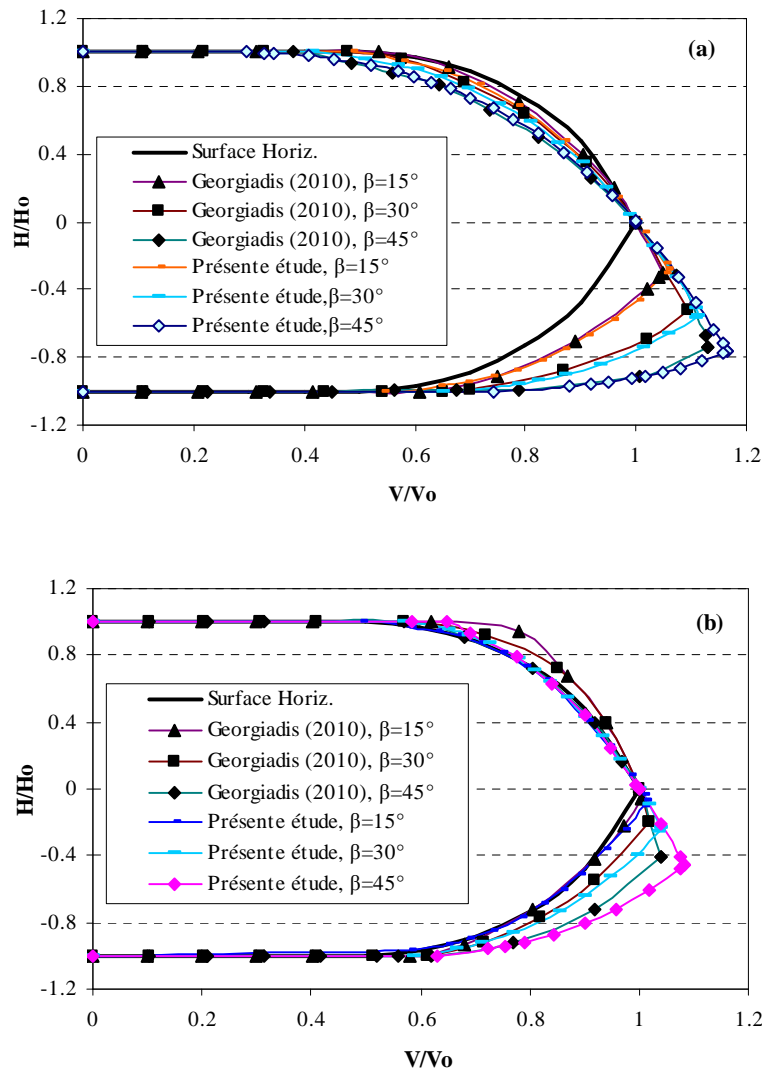 1.2
(a)
0.8
0.4
0
-0.4
-0.8
-1.2
H/Ho
Surface Horiz.
Georgiadis (2010), β=15°
Georgiadis (2010), β=30°
Georgiadis (2010), β=45°
Présente étude, β=15°
Présente étude,β=30°
Présente étude,β=45°
0 0.2 0.4 0.6 0.8 1 1.2
V/Vo
1.2
(b)
0.8
0.4
0
-0.4
-0.8
-1.2
H/Ho
Surface Horiz.
Georgiadis (2010), β=15°
Georgiadis (2010), β=30°
Georgiadis (2010), β=45°
Présente étude, β=15°
Présente étude, β=30°
Présente étude, β=45°
0 0.2 0.4 0.6 0.8 1 1.2
V/Vo